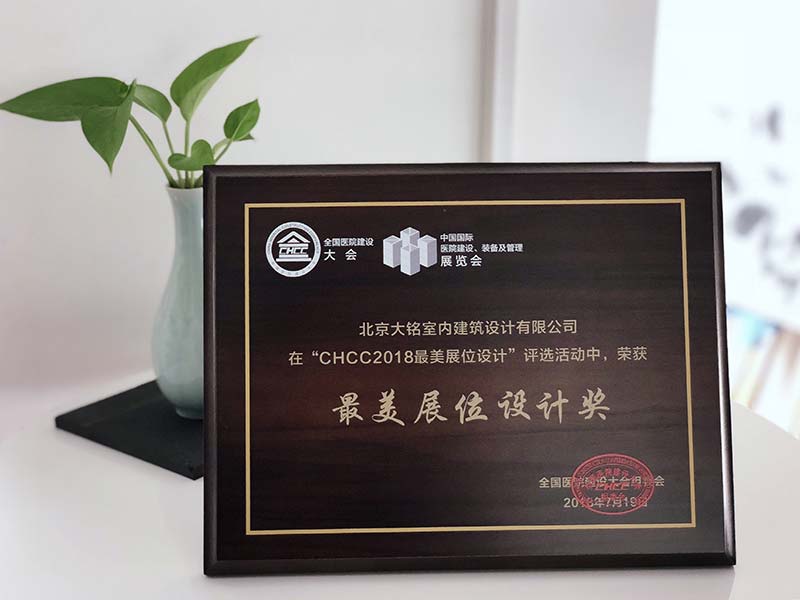 CHCC
全国医院建设
大会
中国国际
医院建设、装备及管理
展览会
北京大铭室内建筑设计有限公司
在“CHCC2018最美展位设计”评选活动中，荣获
最美展位设计奖
全国医院建设大会组委会
2018年7月19日
CHCC